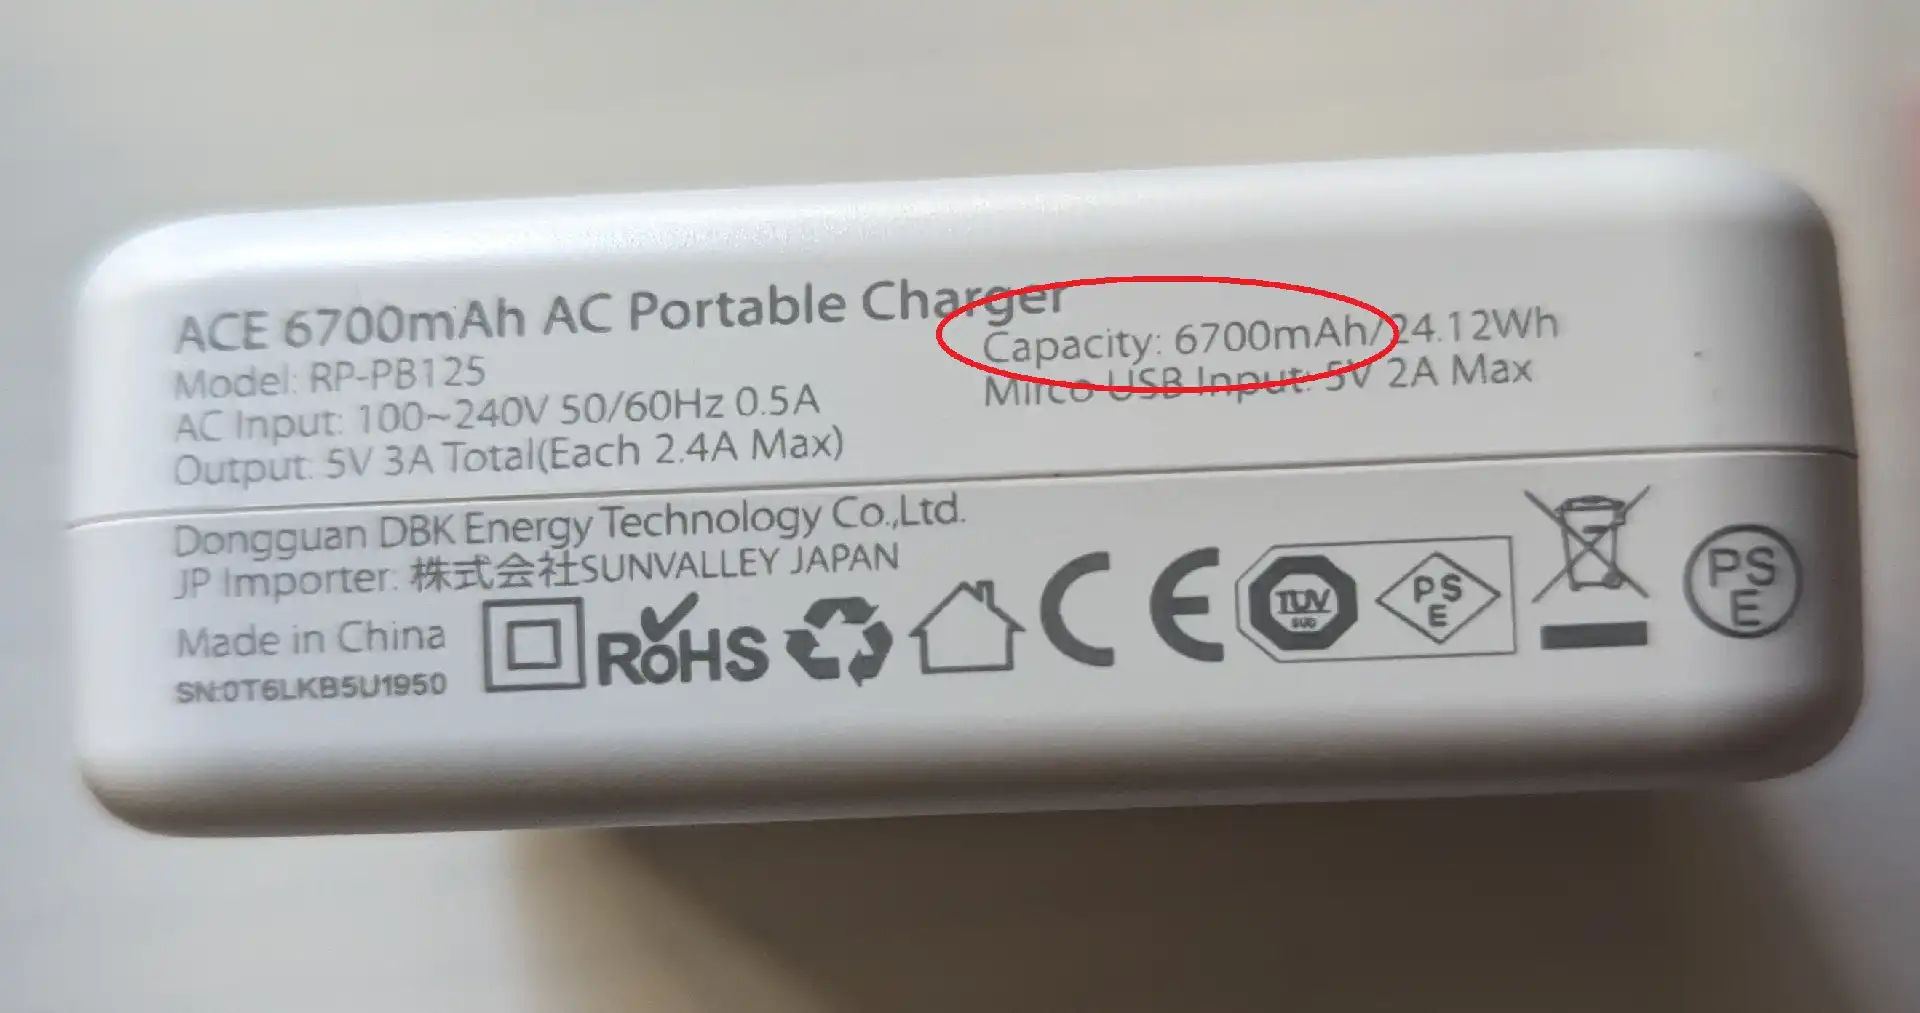 ACE 6700mAh AC Portable Charger
Model: RP-PB125
AC Input: 100~240V 50/60Hz 0.5A
Output: 5V 3A Total(Each 2.4A Max)
Capacity: 6700mAh/24.12Wh
Mirco USB Input: 5V 2A Max
Dongguan DBK Energy Technology Co.,Ltd.
JP Importer: 株式会社SUNVALLEY JAPAN
Made in China
SN:0T6LKB5U1950
RoHS
CE
TUV
SUD
PS
E
PS
E